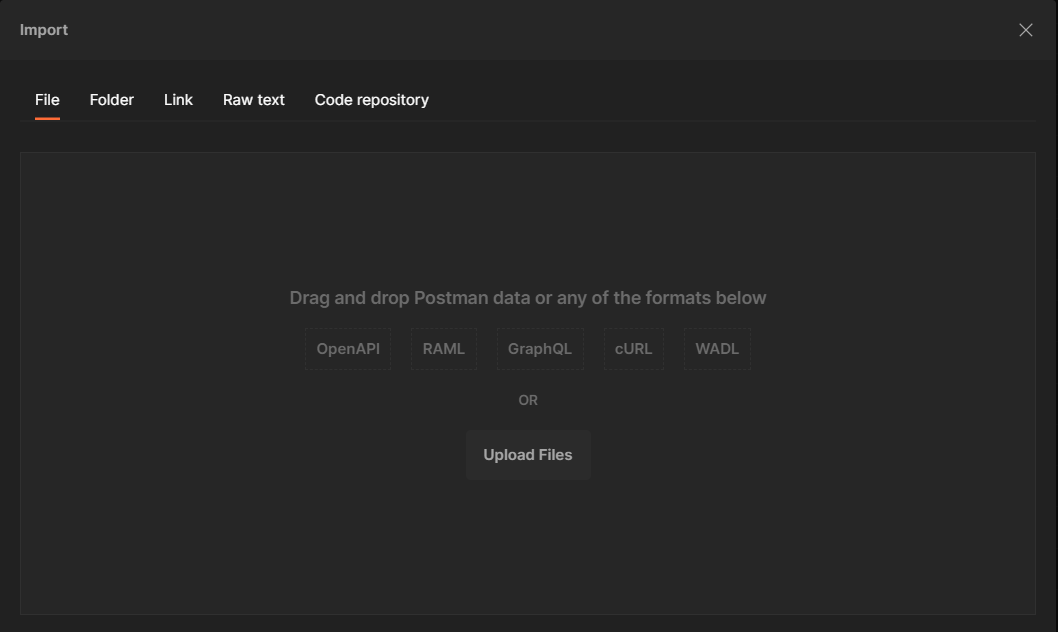 Import
File Folder Link Raw text Code repository
Drag and drop Postman data or any of the formats below
OpenAPI RAML GraphQL cURL WADL
OR
Upload Files